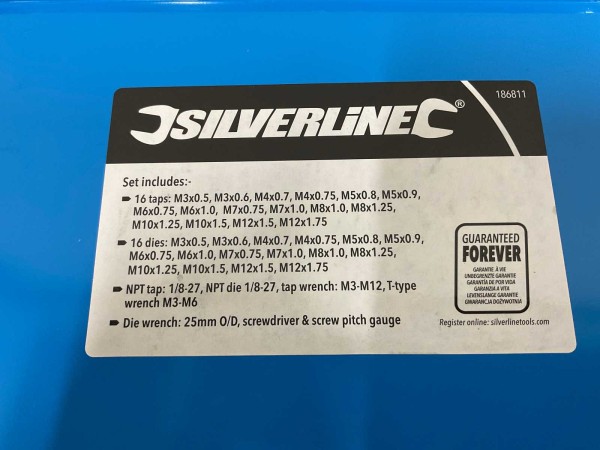 186811
SILVERLINE®
Set includes:-
16 taps: M3x0.5, M3x0.6, M4x0.7, M4x0.75, M5x0.8, M5x0.9,
M6x0.75, M6x1.0, M7x0.75, M7x1.0, M8x1.0, M8x1.25,
M10x1.25, M10x1.5, M12x1.5, M12x1.75
16 dies: M3x0.5, M3x0.6, M4x0.7, M4x0.75, M5x0.8, M5x0.9,
M6x0.75, M6x1.0, M7x0.75, M7x1.0, M8x1.0, M8x1.25,
M10x1.25, M10x1.5, M12x1.5, M12x1.75
NPT tap: 1/8-27, NPT die 1/8-27, tap wrench: M3-M12, T-type
wrench M3-M6
Die wrench: 25mm O/D, screwdriver & screw pitch gauge
GUARANTEED
FOREVER
GARANTIE À VIE
UNBEGRENZTE GARANTIE
GARANTÍA DE POR VIDA
GARANZIA A VITA
LEVENSLANGE GARANTIE
GWARANCJA DOŻYWOTNIA
Register online: silverlinetools.com